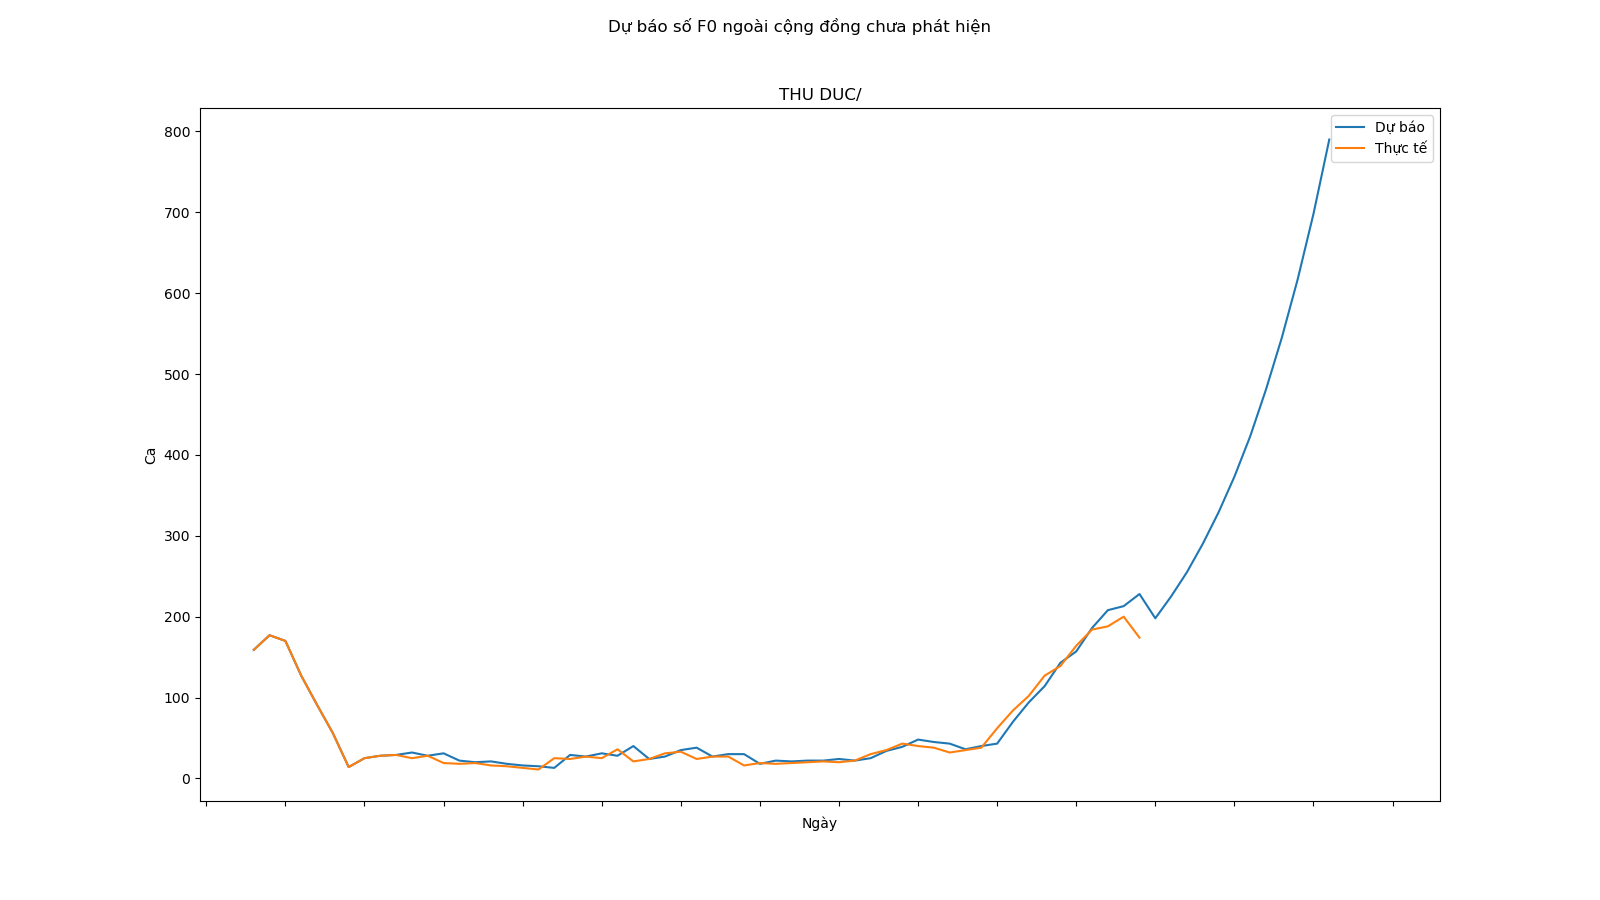 Dự báo số F0 ngoài cộng đồng chưa phát hiện
THU DUC/
Dự báo
Thực tế
800
700
600
500
400
300
200
100
0
Ca
Ngày